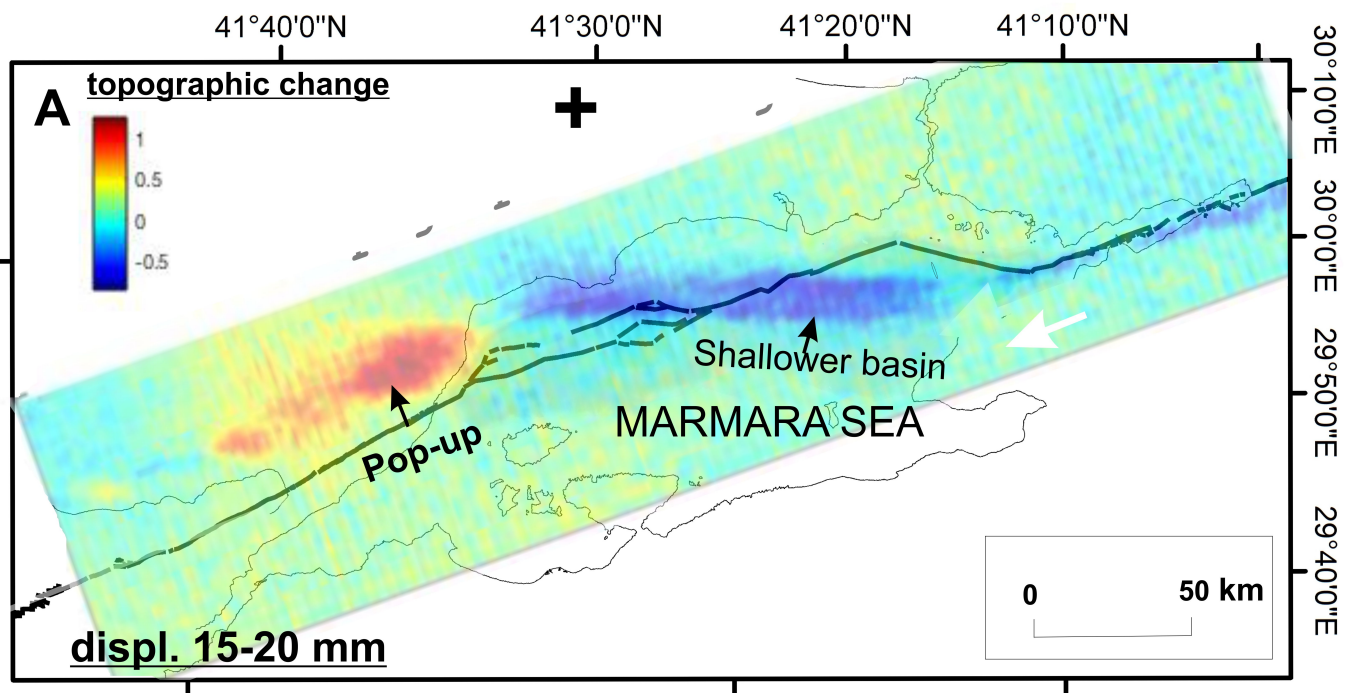 41°40'0"N 41°30'0"N 41°20'0"N 41°10'0"N
A
topographic change
1
0.5
0
-0.5
30°10'0"E
30°0'0"E
29°50'0"E
29°40'0"E
Shallower basin
MARMARA SEA
Pop-up
0 50 km
displ. 15-20 mm